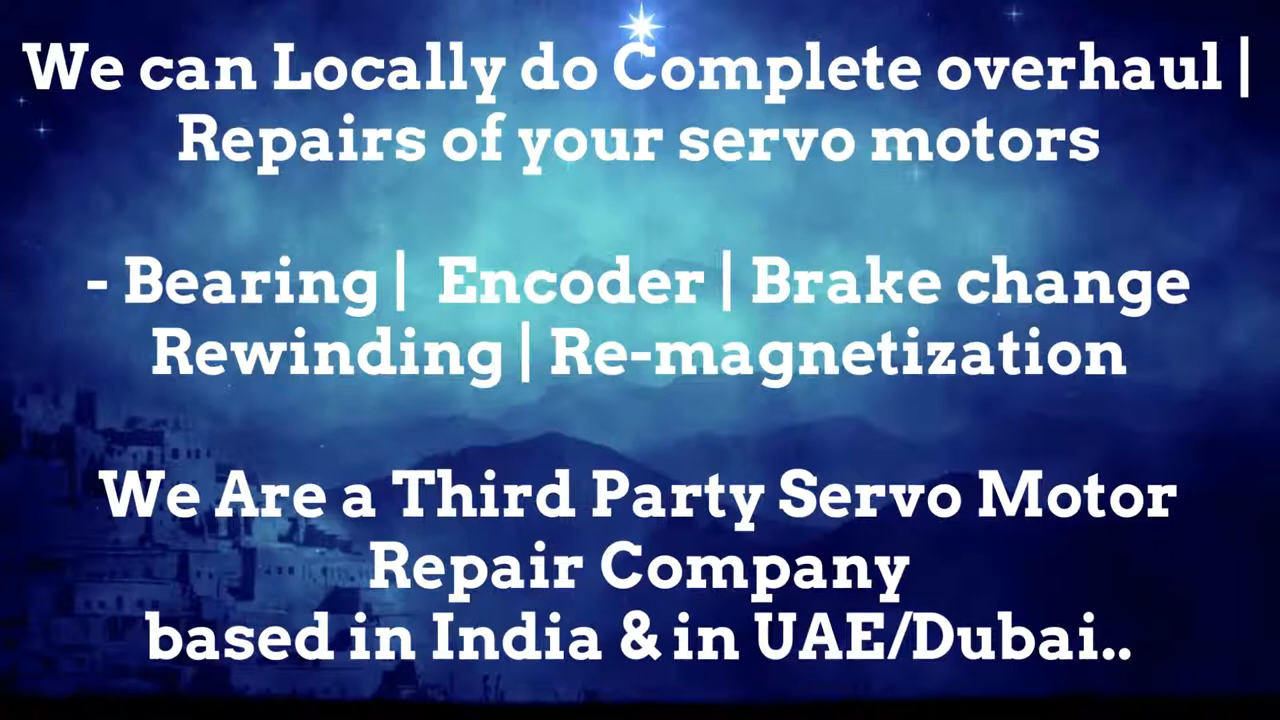 We can Locally do Complete overhaul |
Repairs of your servo motors
- Bearing | Encoder | Brake change
Rewinding | Re-magnetization
We Are a Third Party Servo Motor
Repair Company
based in India & in UAE/Dubai..